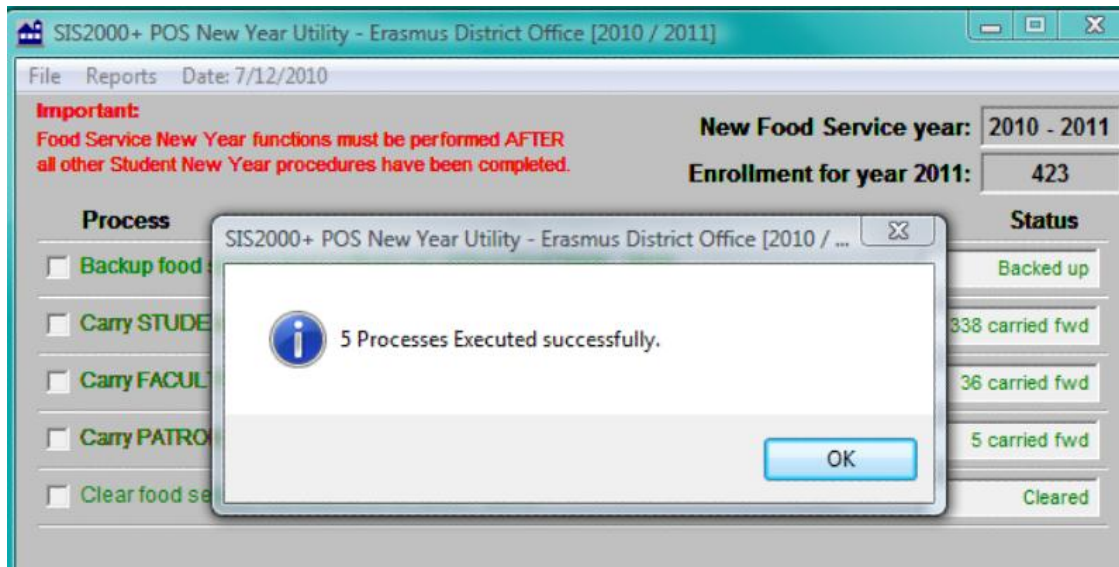 SIS2000+ POS New Year Utility - Erasmus District Office [2010 / 2011]
File Reports Date: 7/12/2010
Important:
Food Service New Year functions must be performed AFTER
all other Student New Year procedures have been completed.
New Food Service year: 2010 - 2011
Enrollment for year 2011: 423
Process Status
SIS2000+ POS New Year Utility - Erasmus District Office [2010 / ...
Backup food Backed up
Carry STUDE 338 carried fwd
5 Processes Executed successfully.
Carry FACUL 36 carried fwd
Carry PATRO 5 carried fwd
OK
Clear food se Cleared